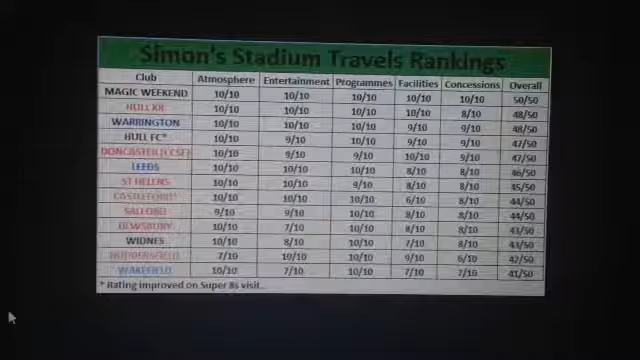 Simon's Stadium Travels Rankings
Club Atmosphere Entertainment Programmes Facilities Concessions Overall
MAGIC WEEKEND 10/10 10/10 10/10 10/10 10/10 50/50
HULL KR 10/10 10/10 10/10 10/10 8/10 48/50
WARRINGTON 10/10 10/10 10/10 9/10 9/10 48/50
HULL FC* 10/10 9/10 10/10 9/10 9/10 47/50
DONCASTER (CCSF) 10/10 9/10 9/10 10/10 9/10 47/50
LEEDS 10/10 10/10 10/10 8/10 8/10 46/50
ST HELENS 10/10 10/10 9/10 8/10 8/10 45/50
CASTLEFORD* 10/10 10/10 10/10 6/10 8/10 44/50
SALFORD 9/10 9/10 10/10 8/10 8/10 44/50
DEWSBURY 10/10 7/10 10/10 8/10 8/10 43/50
WIDNES 10/10 8/10 10/10 7/10 8/10 43/50
HUDDERSFIELD 7/10 10/10 10/10 9/10 6/10 42/50
WAKEFIELD 10/10 7/10 10/10 7/10 7/10 41/50
* Rating improved on Super 8s visit.